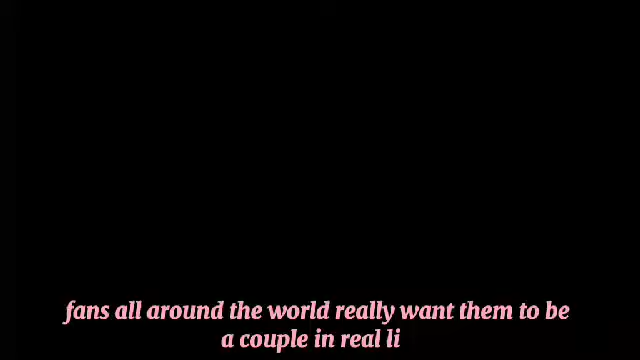 fans all around the world really want them to be
a couple in real li